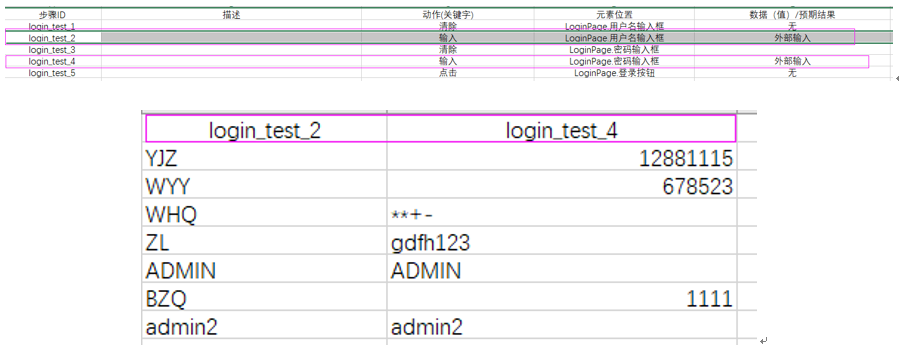 步骤ID 描述 动作(关键字) 元素位置 数据（值）/预期结果
login_test_1 清除 LoginPage.用户名输入框 无
login_test_2 输入 LoginPage.用户名输入框 外部输入
login_test_3 清除 LoginPage.密码输入框
login_test_4 输入 LoginPage.密码输入框 外部输入
login_test_5 点击 LoginPage.登录按钮 无
login_test_2 login_test_4
YJZ 12881115
WYY 678523
WHQ **+-
ZL gdfh123
ADMIN ADMIN
BZQ 1111
admin2 admin2